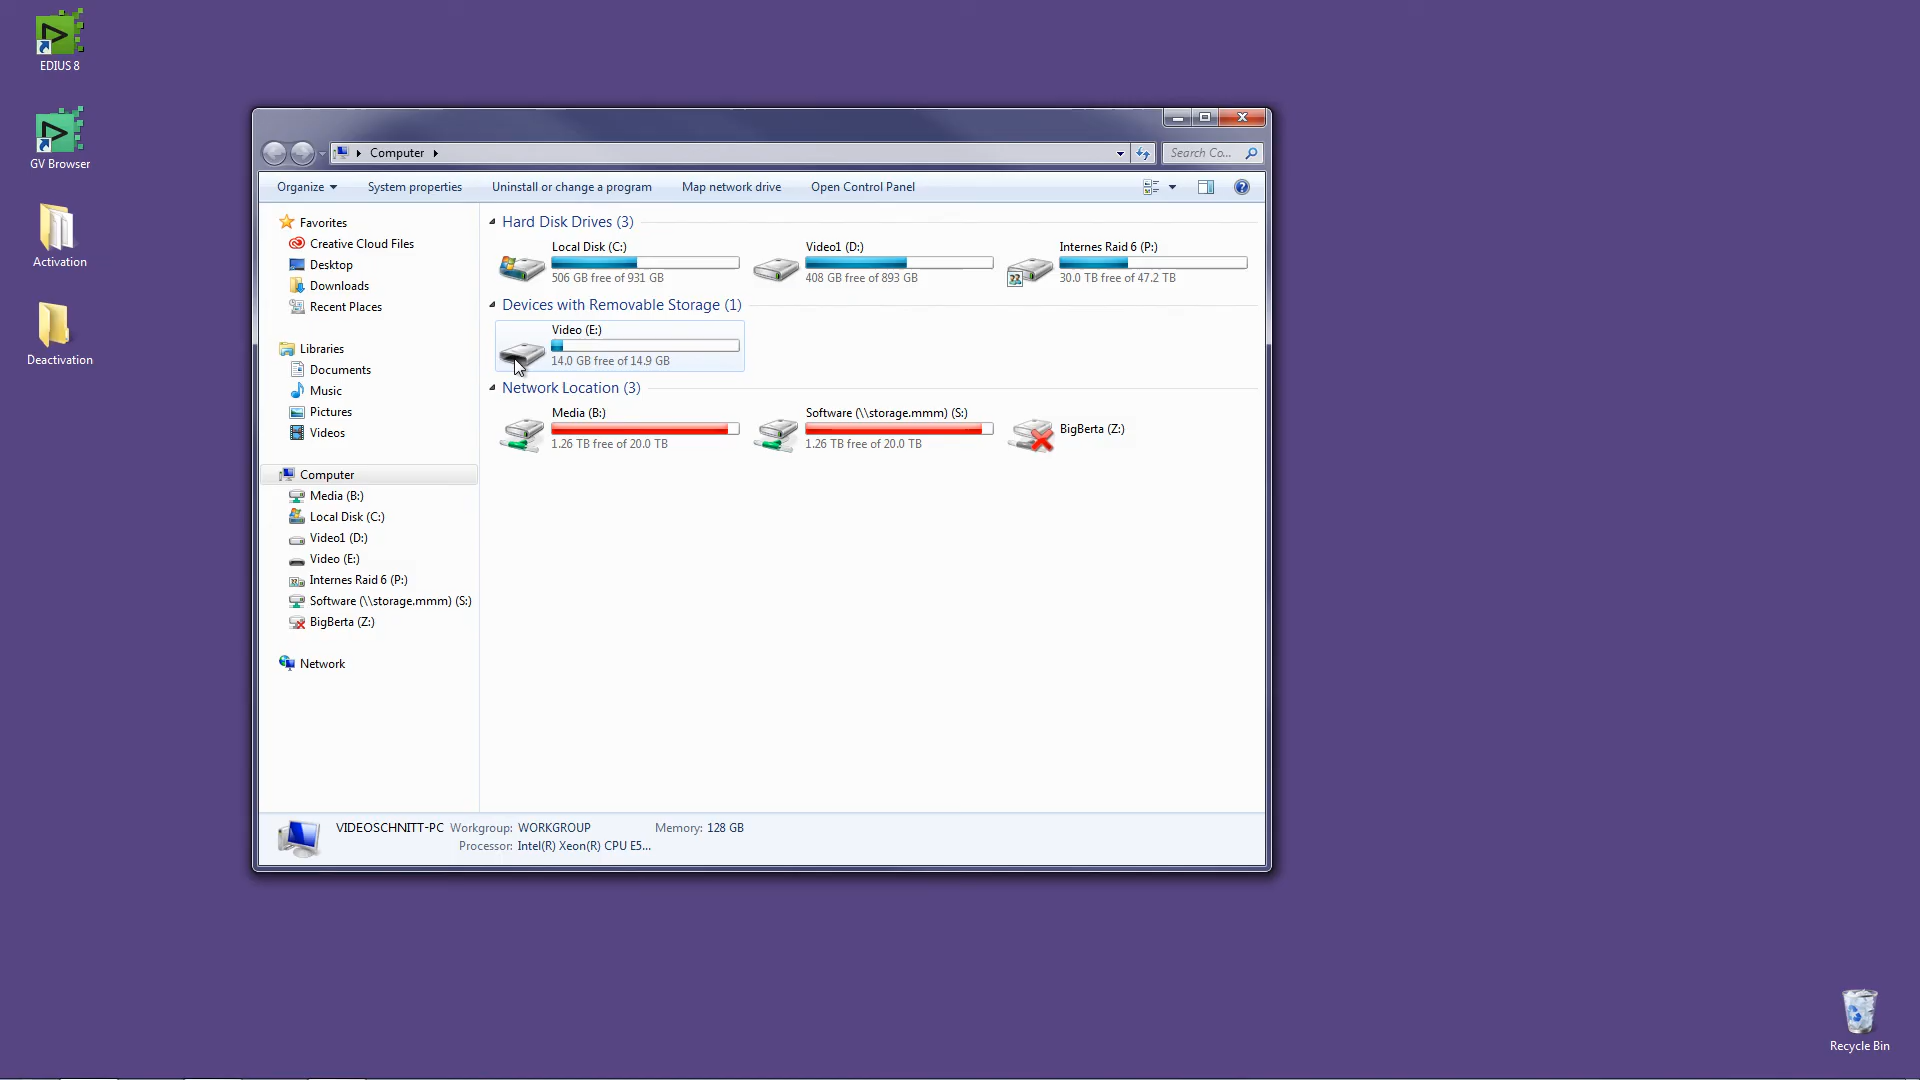 EDIUS 8
GV Browser
Activation
Deactivation
Computer
Search Co...
Organize
System properties
Uninstall or change a program
Map network drive
Open Control Panel
Favorites
Creative Cloud Files
Desktop
Downloads
Recent Places
Libraries
Documents
Music
Pictures
Videos
Computer
Media (B:)
Local Disk (C:)
Video1 (D:)
Video (E:)
Internes Raid 6 (P:)
Software (\\storage.mmm) (S:)
BigBerta (Z:)
Network
Hard Disk Drives (3)
Local Disk (C:)
506 GB free of 931 GB
Video1 (D:)
408 GB free of 893 GB
Internes Raid 6 (P:)
30.0 TB free of 47.2 TB
Devices with Removable Storage (1)
Video (E:)
14.0 GB free of 14.9 GB
Network Location (3)
Media (B:)
1.26 TB free of 20.0 TB
Software (\\storage.mmm) (S:)
1.26 TB free of 20.0 TB
BigBerta (Z:)
VIDEOSCHNITT-PC Workgroup: WORKGROUP Memory: 128 GB
Processor: Intel(R) Xeon(R) CPU E5...
Recycle Bin